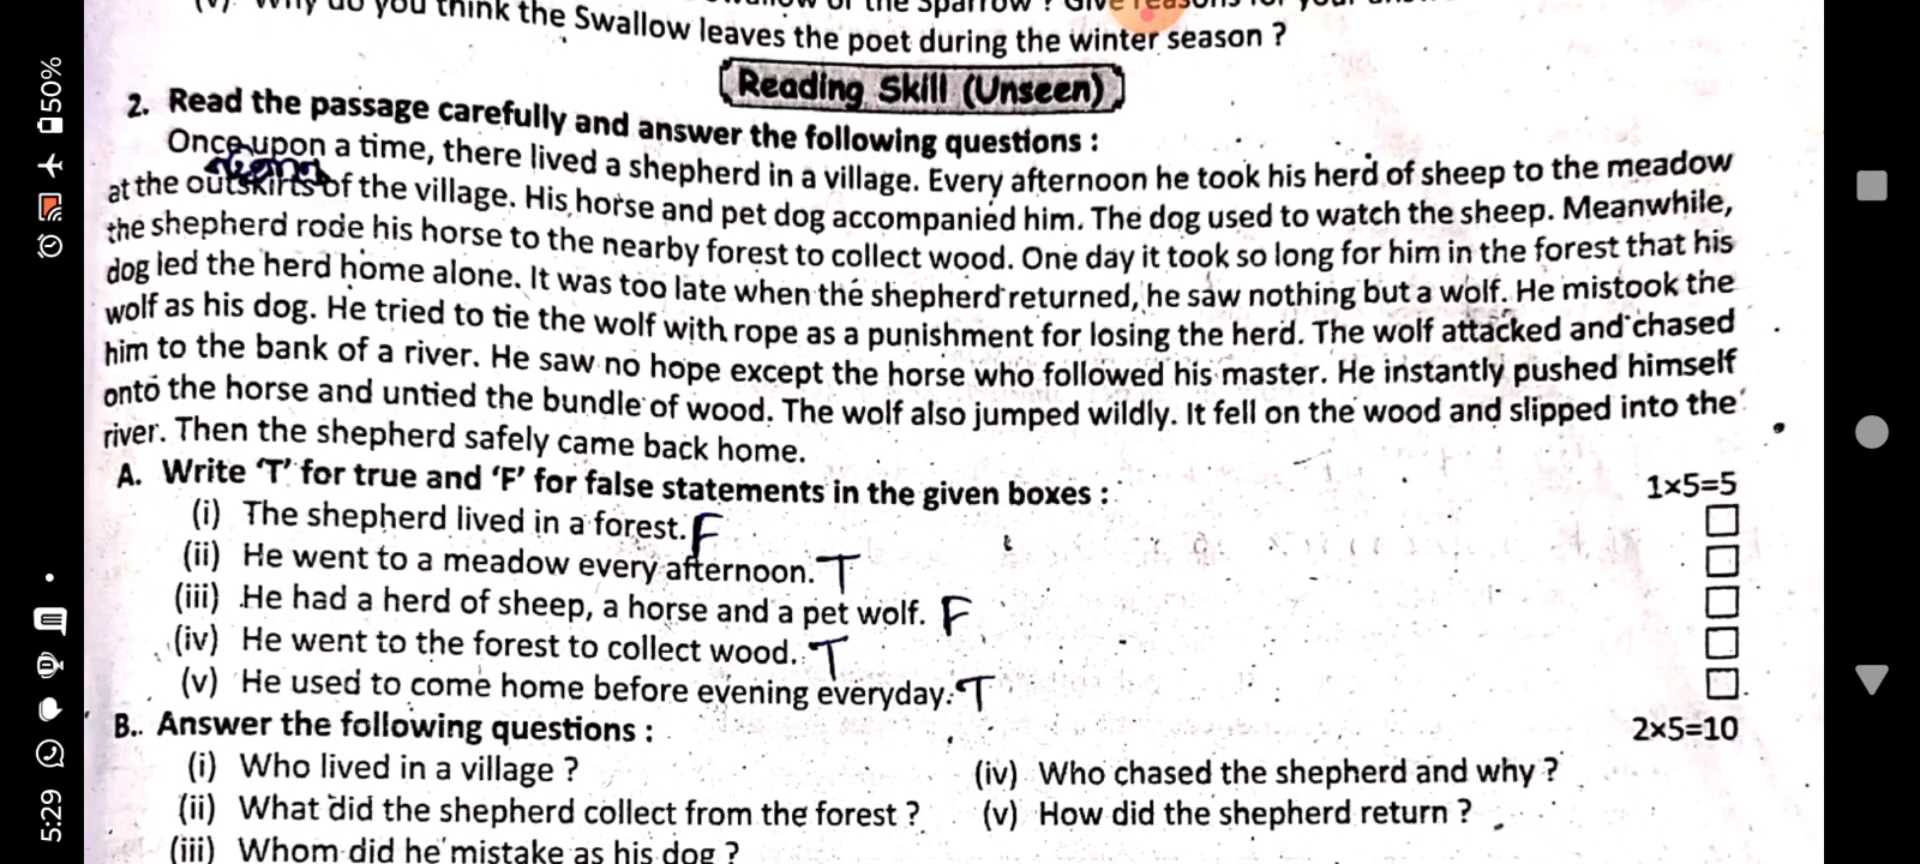 think the Swallow leaves the poet during the winter season ?
Reading Skill (Unseen)
2. Read the passage carefully and answer the following questions :
Once upon a time, there lived a shepherd in a village. Every afternoon he took his herd of sheep to the meadow
at the outskirts of the village. His horse and pet dog accompanied him. The dog used to watch the sheep. Meanwhile,
the shepherd rode his horse to the nearby forest to collect wood. One day it took so long for him in the forest that his
dog led the herd home alone. It was too late when the shepherd returned, he saw nothing but a wolf. He mistook the
wolf as his dog. He tried to tie the wolf with rope as a punishment for losing the herd. The wolf attacked and chased
him to the bank of a river. He saw no hope except the horse who followed his master. He instantly pushed himself
onto the horse and untied the bundle of wood. The wolf also jumped wildly. It fell on the wood and slipped into the
river. Then the shepherd safely came back home.
A. Write ‘T’ for true and ‘F’ for false statements in the given boxes : 1×5=5
(i) The shepherd lived in a forest. F
(ii) He went to a meadow every afternoon. T
(iii) He had a herd of sheep, a horse and a pet wolf. F
(iv) He went to the forest to collect wood. T
(v) He used to come home before evening everyday. T
B. Answer the following questions : 2×5=10
(i) Who lived in a village ? (iv) Who chased the shepherd and why ?
(ii) What did the shepherd collect from the forest ? (v) How did the shepherd return ?
(iii) Whom did he mistake as his dog ?
50%
5:29